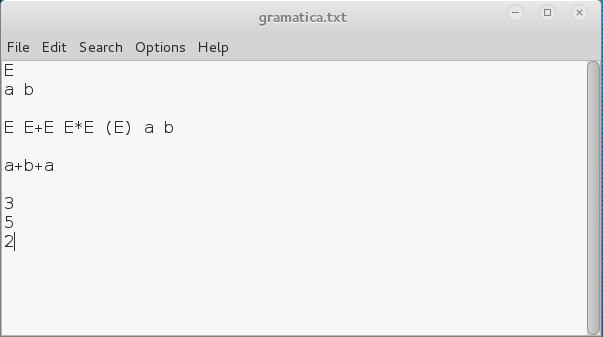 gramatica.txt
File Edit Search Options Help
E
a b
E E+E E*E (E) a b
a+b+a
3
5
2